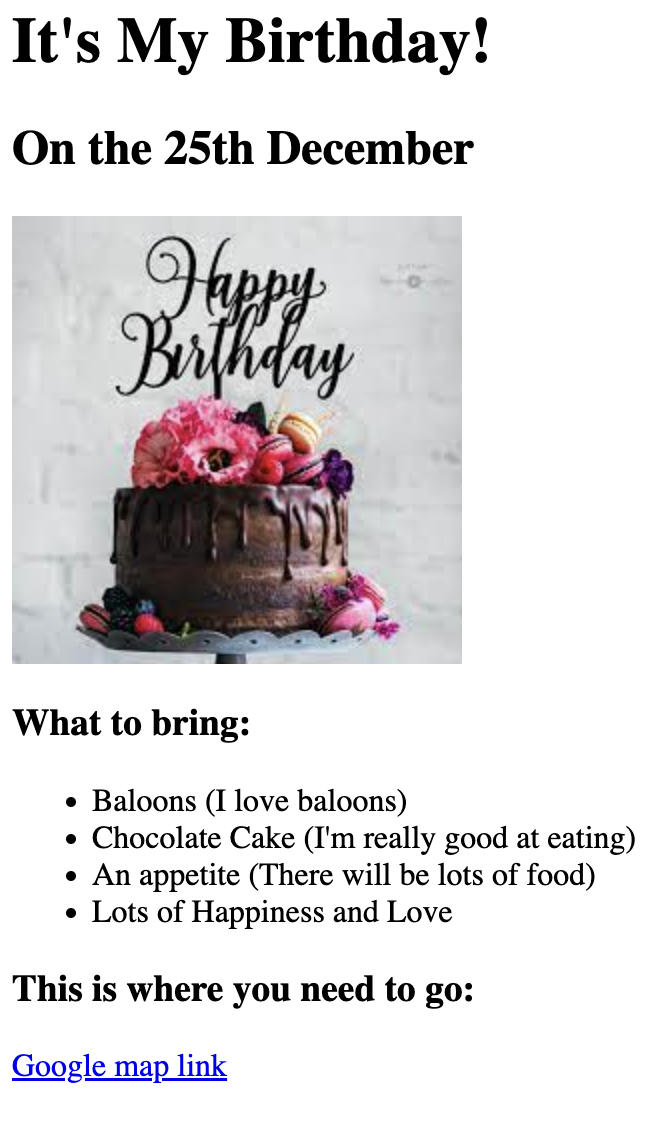 It's My Birthday!
On the 25th December
Happy
Birthday
What to bring:
Baloons (I love baloons)
Chocolate Cake (I'm really good at eating)
An appetite (There will be lots of food)
Lots of Happiness and Love
This is where you need to go:
Google map link